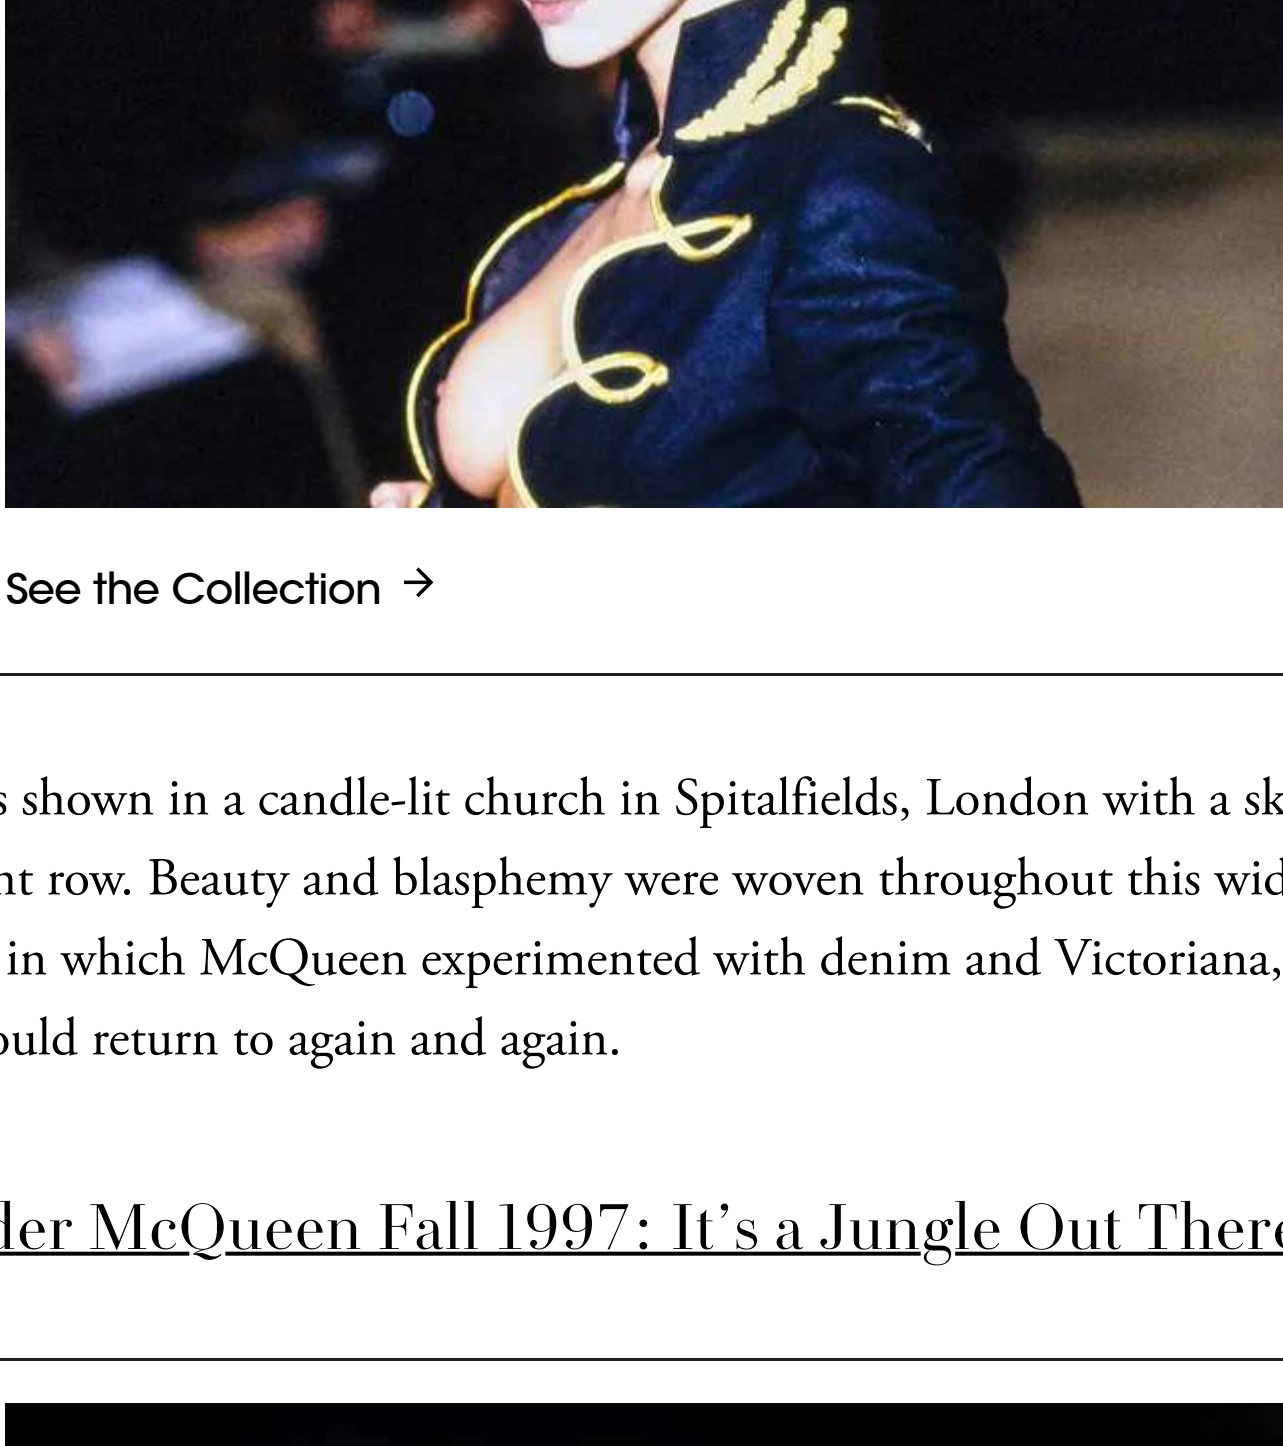 See the Collection →
s shown in a candle-lit church in Spitalfields, London with a sk
nt row. Beauty and blasphemy were woven throughout this wid
in which McQueen experimented with denim and Victoriana,
ould return to again and again.
der McQueen Fall 1997: It’s a Jungle Out There